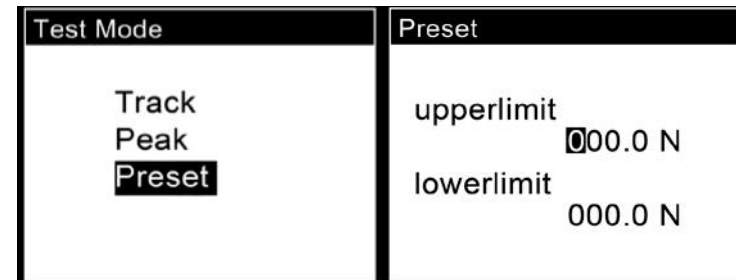 Test Mode
Track
Peak
Preset
Preset
upperlimit
000.0 N
lowerlimit
000.0 N